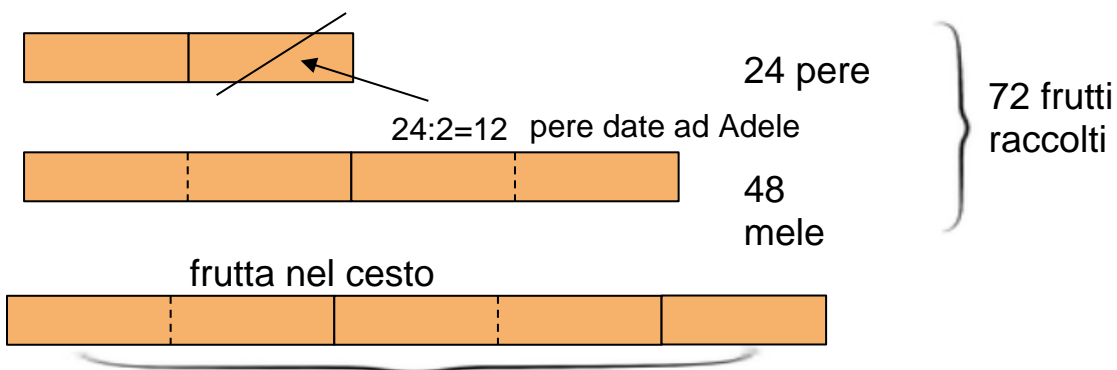 24 pere
72 frutti
raccolti
24:2=12 pere date ad Adele
48
mele
frutta nel cesto